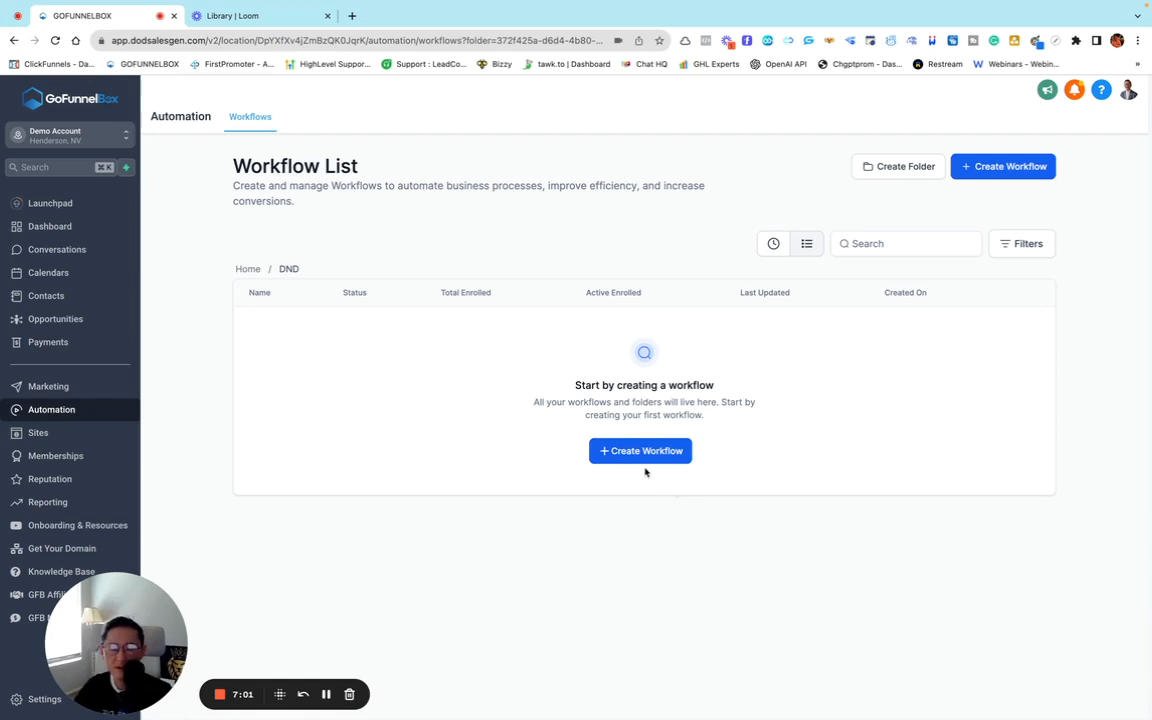 GOFUNNELBOX
Library | Loom
app.dodsalesgen.com/v2/location/DpYXfXv4jZmBzQK0JqrK/automation/workflows?folder=372f425a-d6d4-4b80-...
ClickFunnels - Da...
GOFUNNELBOX
FirstPromoter - A...
HighLevel Suppor...
Support : LeadCo...
Bizzy
tawk.to | Dashboard
Chat HQ
GHL Experts
OpenAI API
Chgptprom - Das...
Restream
Webinars - Webin...
»
GoFunnelBox
Automation
Workflows
Demo Account
Henderson, NV
Search
⌘ K
Launchpad
Dashboard
Conversations
Calendars
Contacts
Opportunities
Payments
Marketing
Automation
Sites
Memberships
Reputation
Reporting
Onboarding & Resources
Get Your Domain
Knowledge Base
GFB Affili
GFB
Settings
Workflow List
Create and manage Workflows to automate business processes, improve efficiency, and increase
conversions.
Create Folder
+ Create Workflow
Search
Filters
Home / DND
Name
Status
Total Enrolled
Active Enrolled
Last Updated
Created On
Start by creating a workflow
All your workflows and folders will live here. Start by
creating your first workflow.
+ Create Workflow
7:01